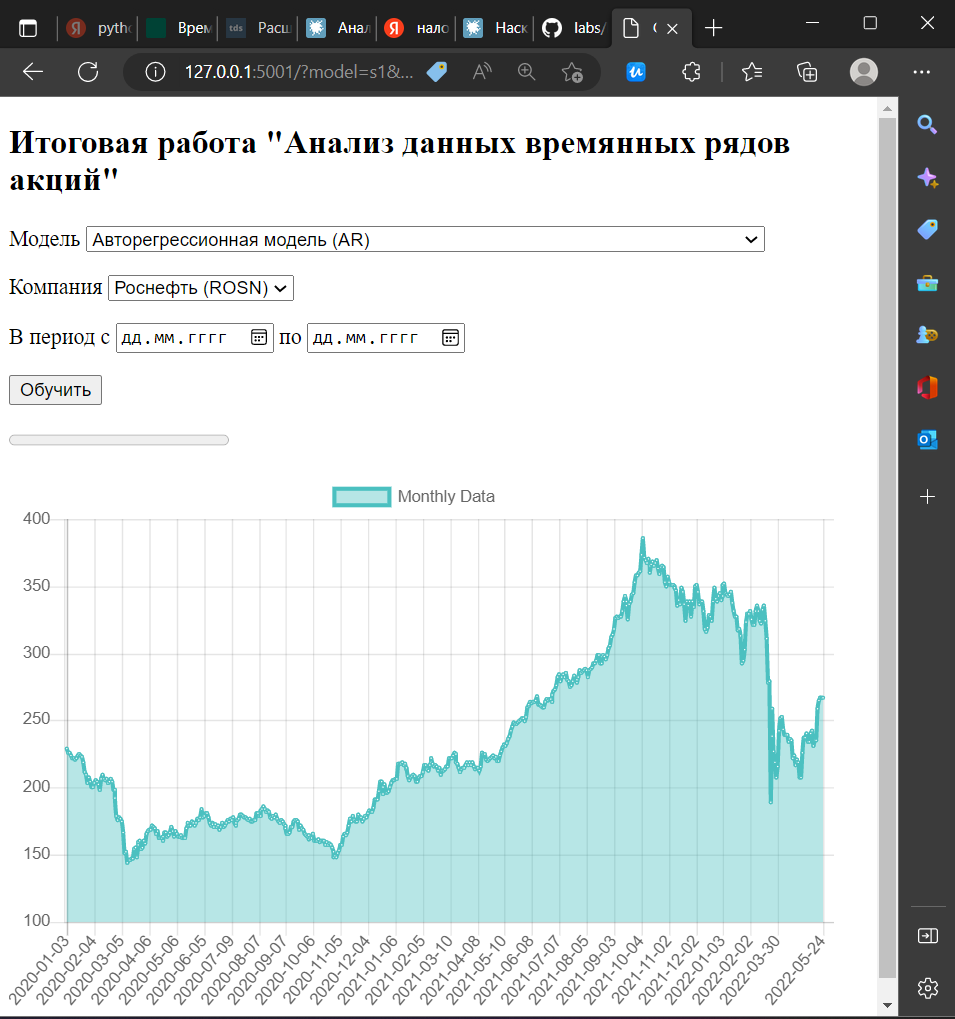 pytho
Врем
tds
Расш
Анал
Я
нало
Наск
labs/
127.0.0.1:5001/?model=s1&...
Итоговая работа "Анализ данных времянных рядов
акций"
Модель Авторегрессионная модель (AR)
Компания Роснефть (ROSN)
В период с дд.мм.гггг по дд.мм.гггг
Обучить
Monthly Data
400
350
300
250
200
150
100
2020-01-03 2020-02-04 2020-03-05 2020-04-06 2020-05-06 2020-06-05 2020-07-09 2020-08-07 2020-09-07 2020-10-06 2020-11-05 2020-12-04 2021-01-06 2021-02-05 2021-03-10 2021-04-08 2021-05-10 2021-06-08 2021-07-07 2021-08-05 2021-09-03 2021-10-04 2021-11-02 2021-12-02 2022-01-03 2022-02-02 2022-03-30 2022-05-24